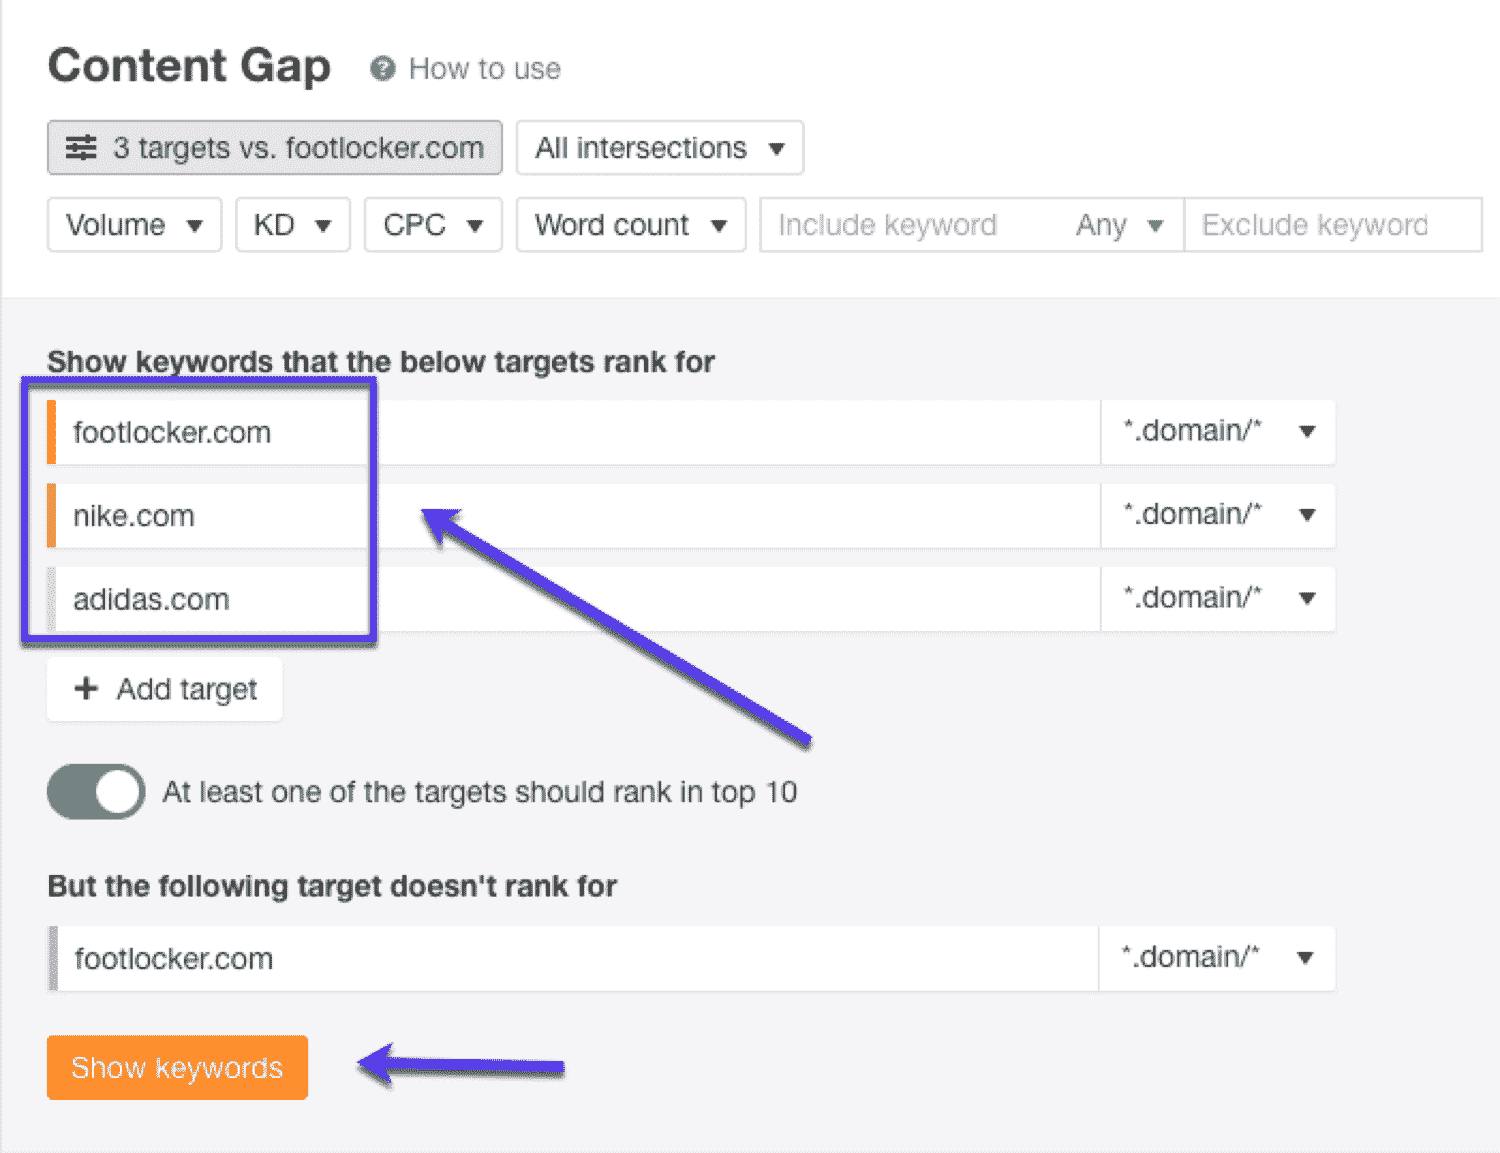 Content Gap ? How to use
3 targets vs. footlocker.com All intersections
Volume KD CPC Word count Include keyword Any Exclude keyword
Show keywords that the below targets rank for
footlocker.com *.domain/*
nike.com *.domain/*
adidas.com *.domain/*
+ Add target
At least one of the targets should rank in top 10
But the following target doesn't rank for
footlocker.com *.domain/*
Show keywords